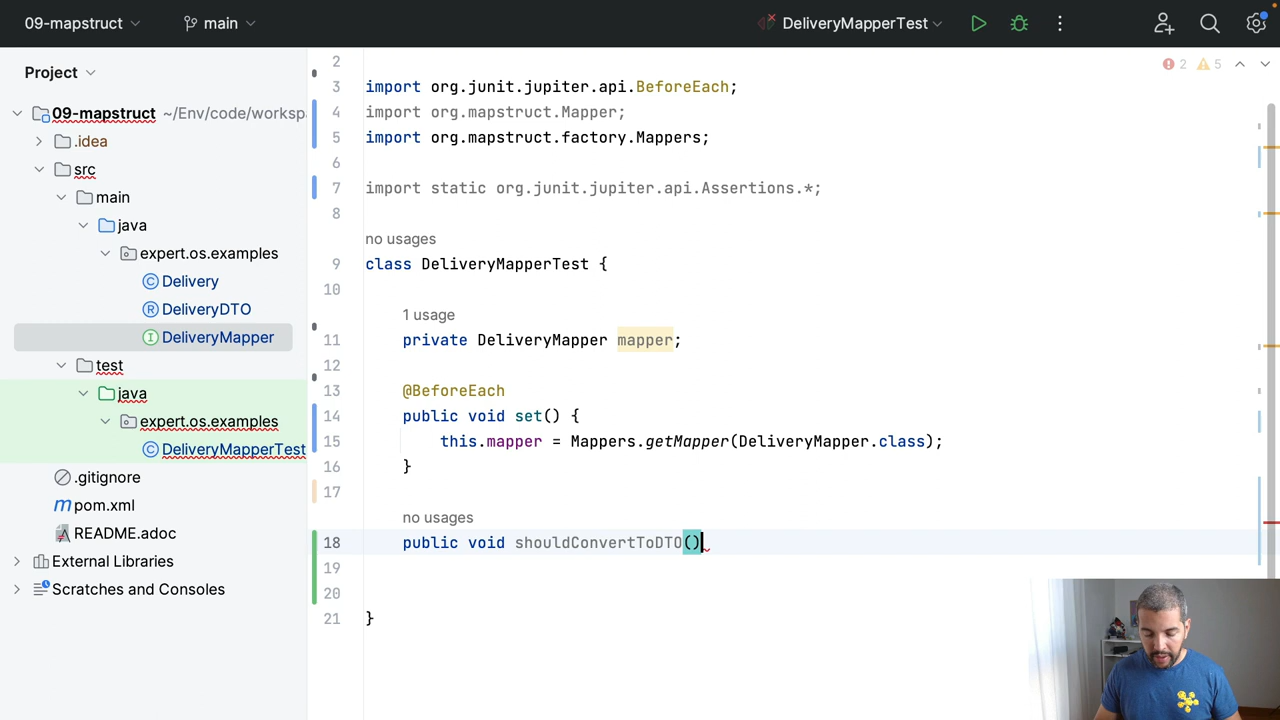 09-mapstruct
main
DeliveryMapperTest
Project
09-mapstruct ~/Env/code/worksp
.idea
src
main
java
expert.os.examples
Delivery
DeliveryDTO
DeliveryMapper
test
java
expert.os.examples
DeliveryMapperTest
.gitignore
pom.xml
README.adoc
External Libraries
Scratches and Consoles
2 5
2
3 import org.junit.jupiter.api.BeforeEach;
4 import org.mapstruct.Mapper;
5 import org.mapstruct.factory.Mappers;
6
7 import static org.junit.jupiter.api.Assertions.*;
8
no usages
9 class DeliveryMapperTest {
10
1 usage
11 private DeliveryMapper mapper;
12
13 @BeforeEach
14 public void set() {
15 this.mapper = Mappers.getMapper(DeliveryMapper.class);
16 }
17
no usages
18 public void shouldConvertToDTO()
19
20
21 }